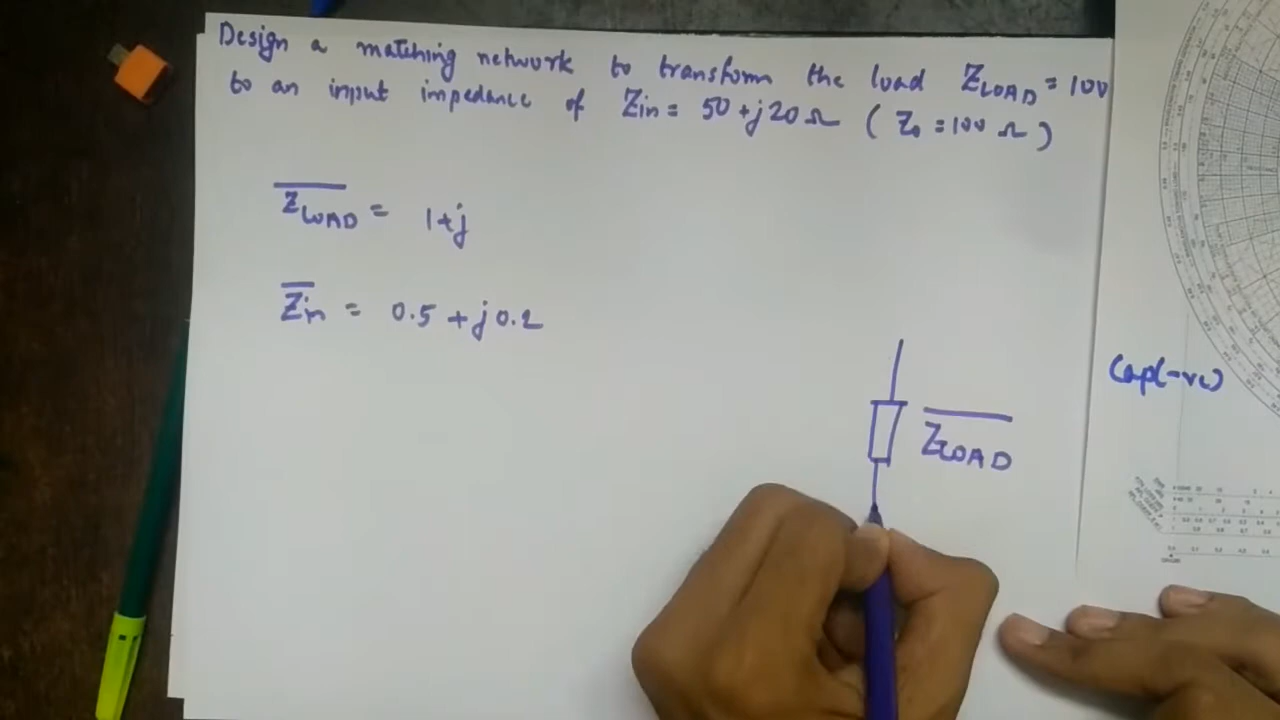 Design a matching network to transform the load ZLOAD = 100
to an input impedance of Zin = 50 + j20 Ω ( Z0 = 100 Ω )
ZLOAD = 1+j
Zin = 0.5 + j0.2
Cap(-ve)
ZLOAD